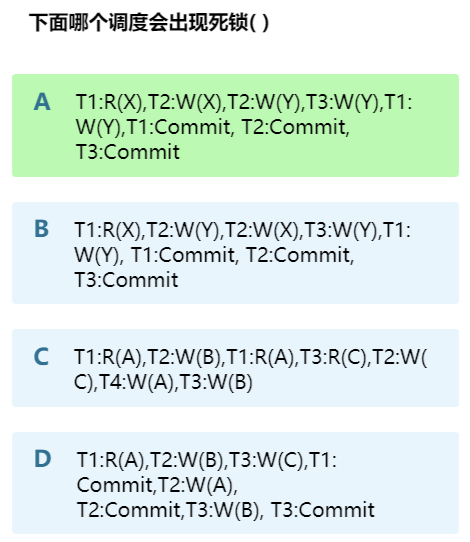 下面哪个调度会出现死锁( )
A T1:R(X),T2:W(X),T2:W(Y),T3:W(Y),T1:
W(Y),T1:Commit, T2:Commit,
T3:Commit
B T1:R(X),T2:W(Y),T2:W(X),T3:W(Y),T1:
W(Y), T1:Commit, T2:Commit,
T3:Commit
C T1:R(A),T2:W(B),T1:R(A),T3:R(C),T2:W(
C),T4:W(A),T3:W(B)
D T1:R(A),T2:W(B),T3:W(C),T1:
Commit,T2:W(A),
T2:Commit,T3:W(B), T3:Commit